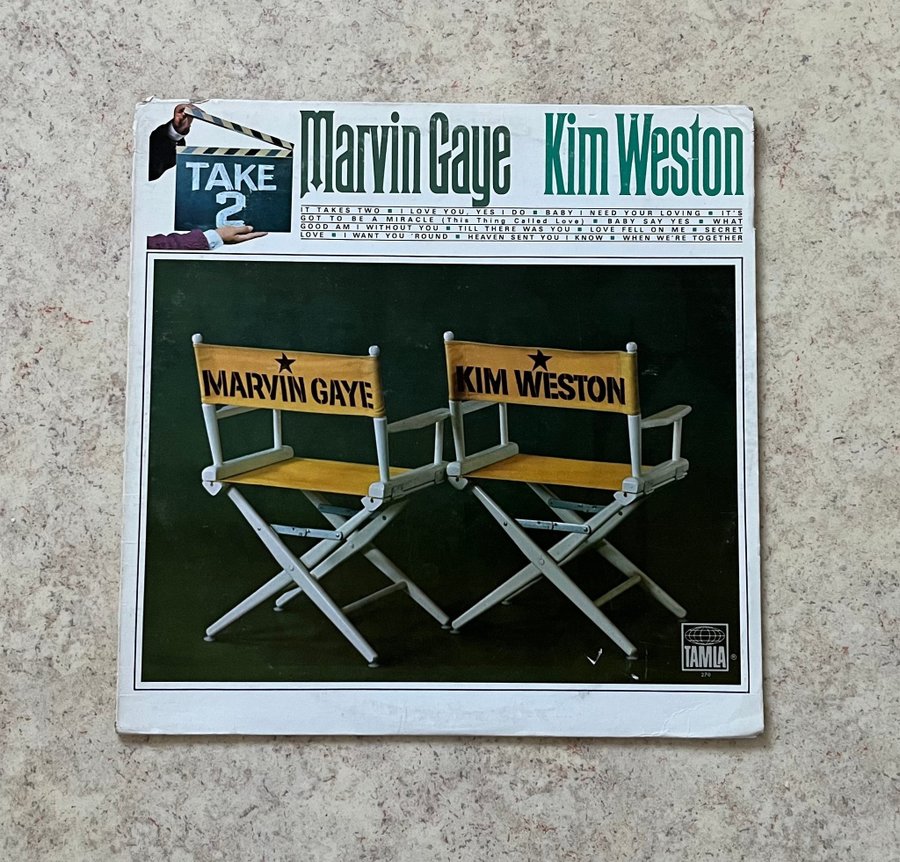 TAKE
2
Marvin Gaye Kim Weston
IT TAKES TWO ■ I LOVE YOU, YES I DO ■ BABY I NEED YOUR LOVING ■ IT'S
GOT TO BE A MIRACLE (This Thing Called Love) ■ BABY SAY YES ■ WHAT
GOOD AM I WITHOUT YOU ■ TILL THERE WAS YOU ■ LOVE FELL ON ME ■ SECRET
LOVE ■ I WANT YOU 'ROUND ■ HEAVEN SENT YOU I KNOW ■ WHEN WE'RE TOGETHER
★
MARVIN GAYE
★
KIM WESTON
TAMLA ®
270